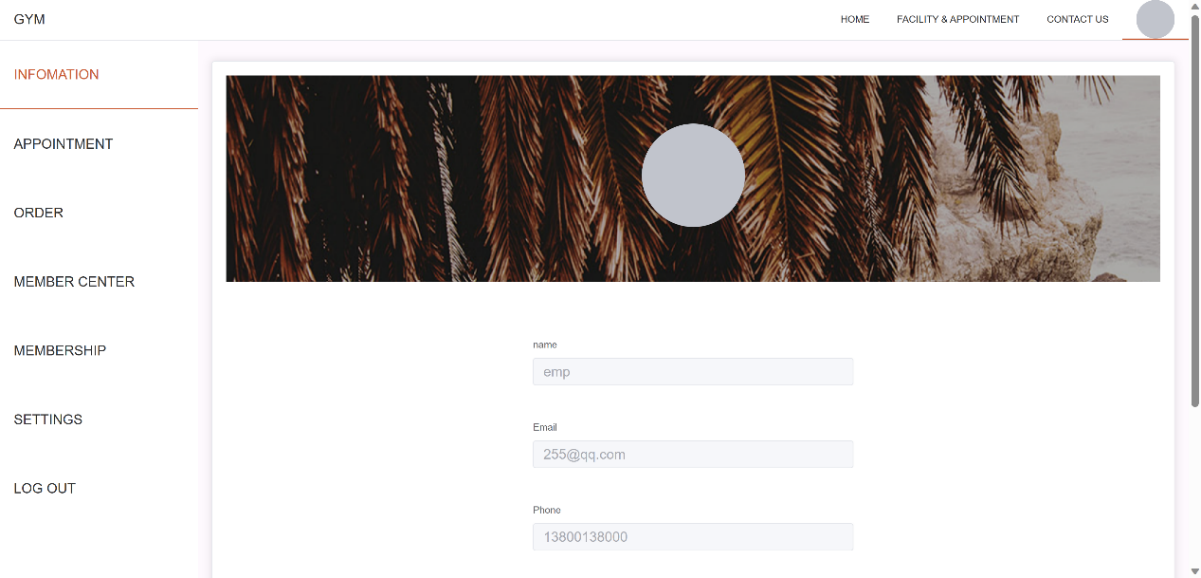 GYM
HOME
FACILITY & APPOINTMENT
CONTACT US
INFOMATION
APPOINTMENT
ORDER
MEMBER CENTER
MEMBERSHIP
SETTINGS
LOG OUT
name
emp
Email
255@qq.com
Phone
13800138000